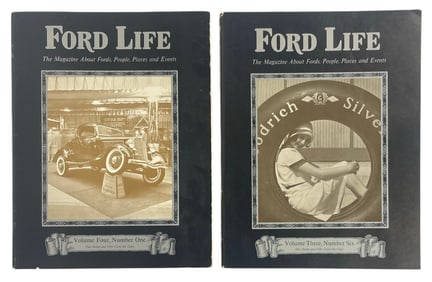 FORD LIFE
The Magazine About Fords, People, Places and Events
Volume Four, Number One
FORD LIFE
The Magazine About Fords, People, Places and Events
odrich
Silve
Volume Three, Number Six